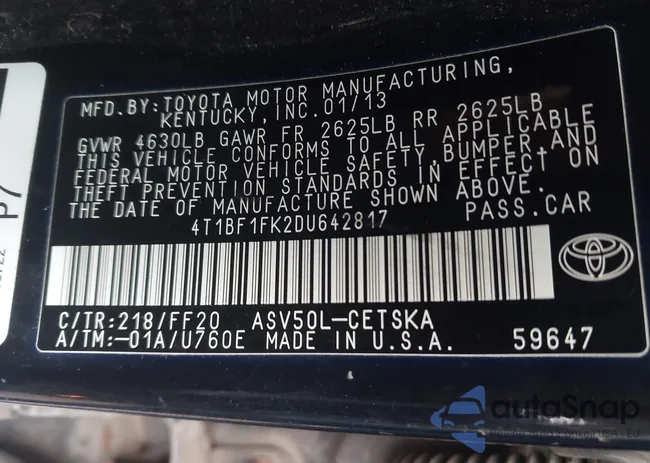 MFD.BY:TOYOTA MOTOR MANUFACTURING,
KENTUCKY, INC.01/13
GVWR 4630LB GAWR FR 2625LB RR 2625LB
THIS VEHICLE CONFORMS TO ALL APPLICABLE
FEDERAL MOTOR VEHICLE SAFETY,BUMPER,AND
THEFT PREVENTION STANDARDS IN EFFECT ON
THE DATE OF MANUFACTURE SHOWN ABOVE.
4T1BF1FK2DU642817 PASS.CAR
C/TR:218/FF20 ASV50L-CETSKA
A/TM:-01A/U760E MADE IN U.S.A. 59647
P7
autoSnap